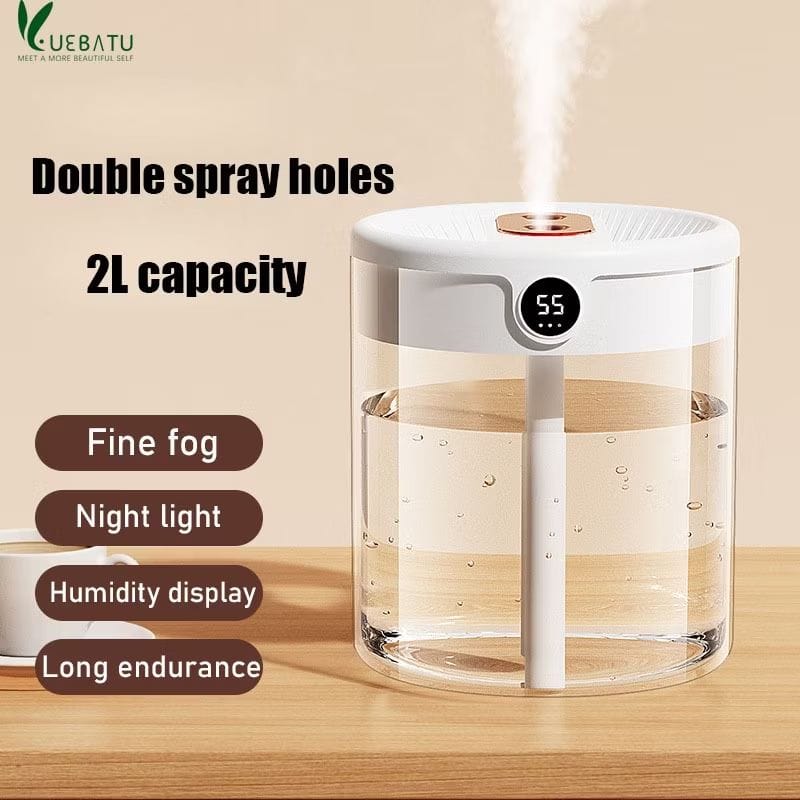 UEBATU
MEET A MORE BEAUTIFUL SELF
Double spray holes
2L capacity
55
Fine fog
Night light
Humidity display
Long endurance